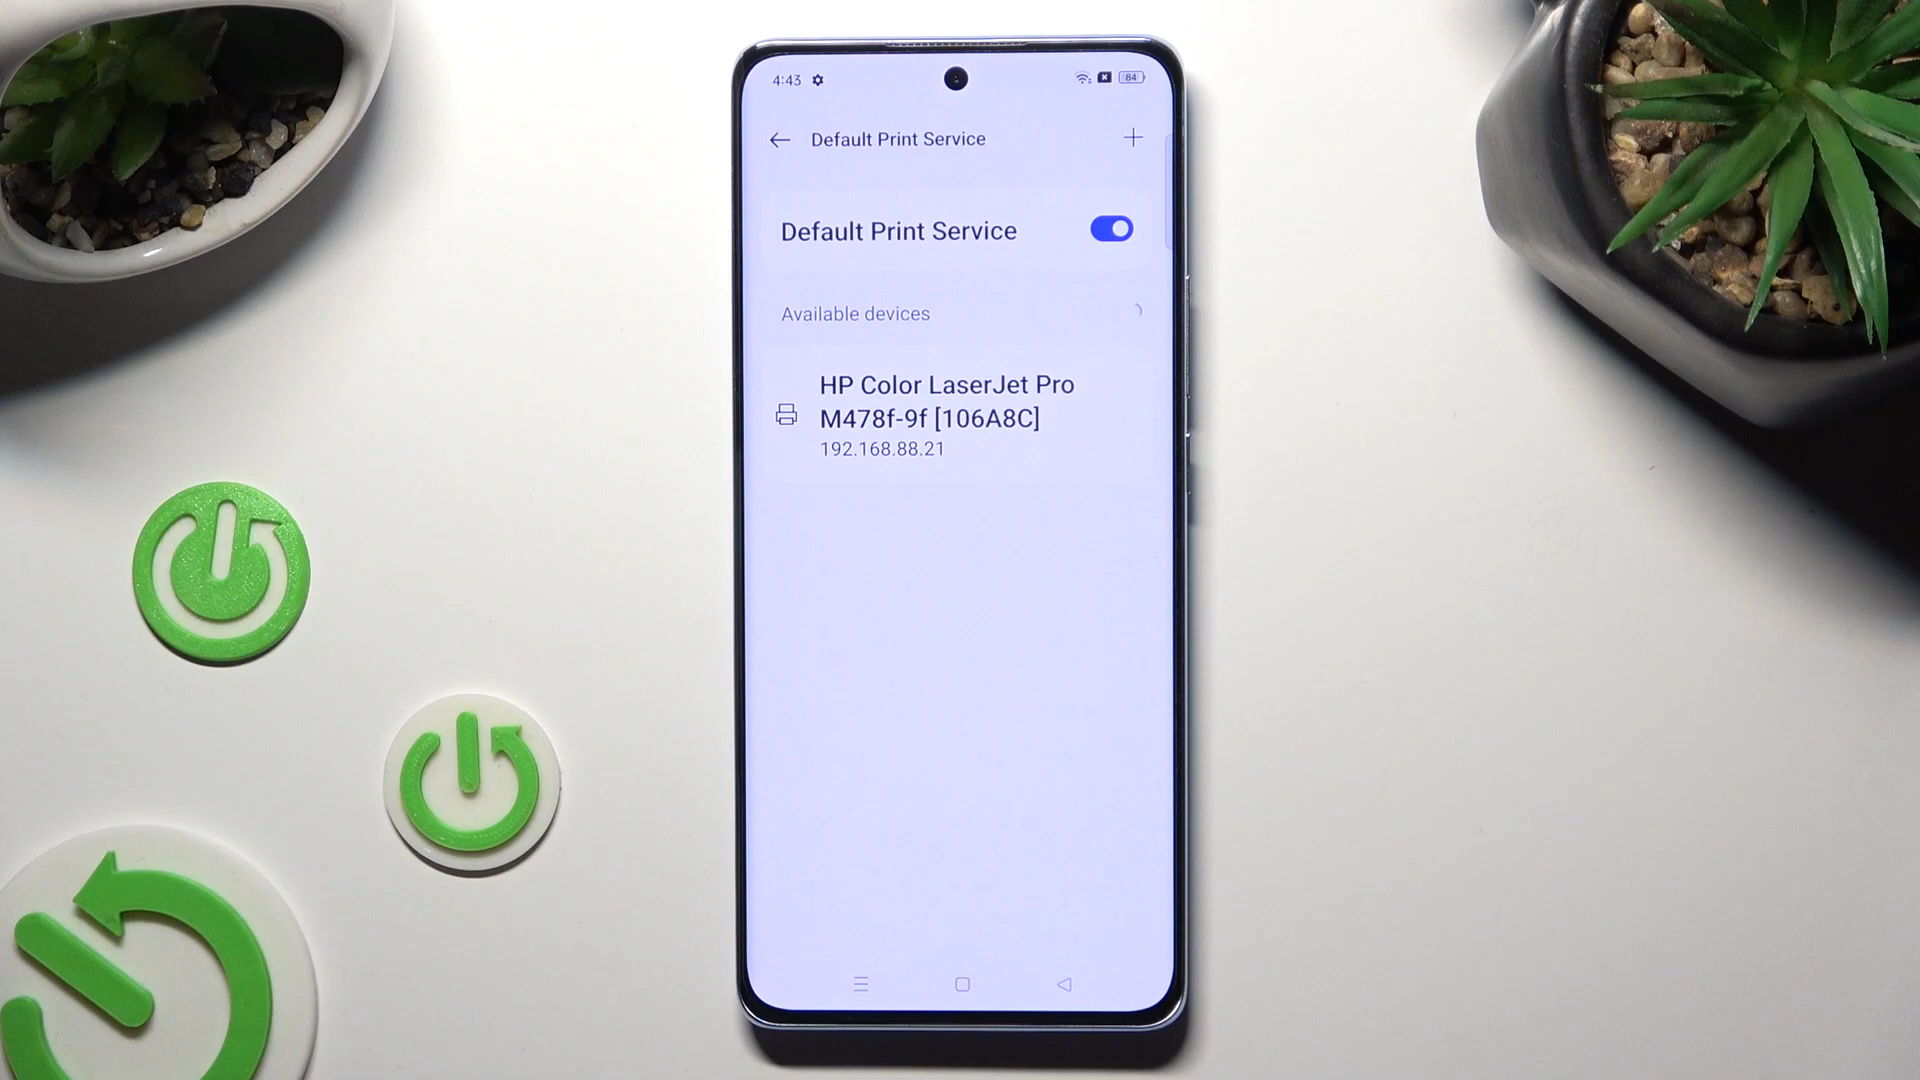 4:43
84
Default Print Service
Default Print Service
Available devices
HP Color LaserJet Pro
M478f-9f [106A8C]
192.168.88.21